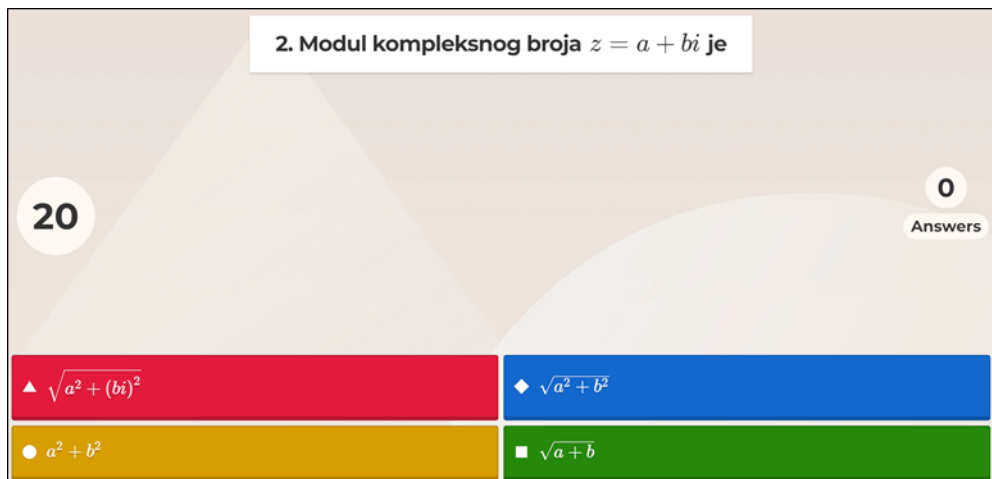 2. Modul kompleksnog broja z = a + bi je
20
0
Answers
√(a² + (bi)²)
√(a² + b²)
a² + b²
√(a + b)